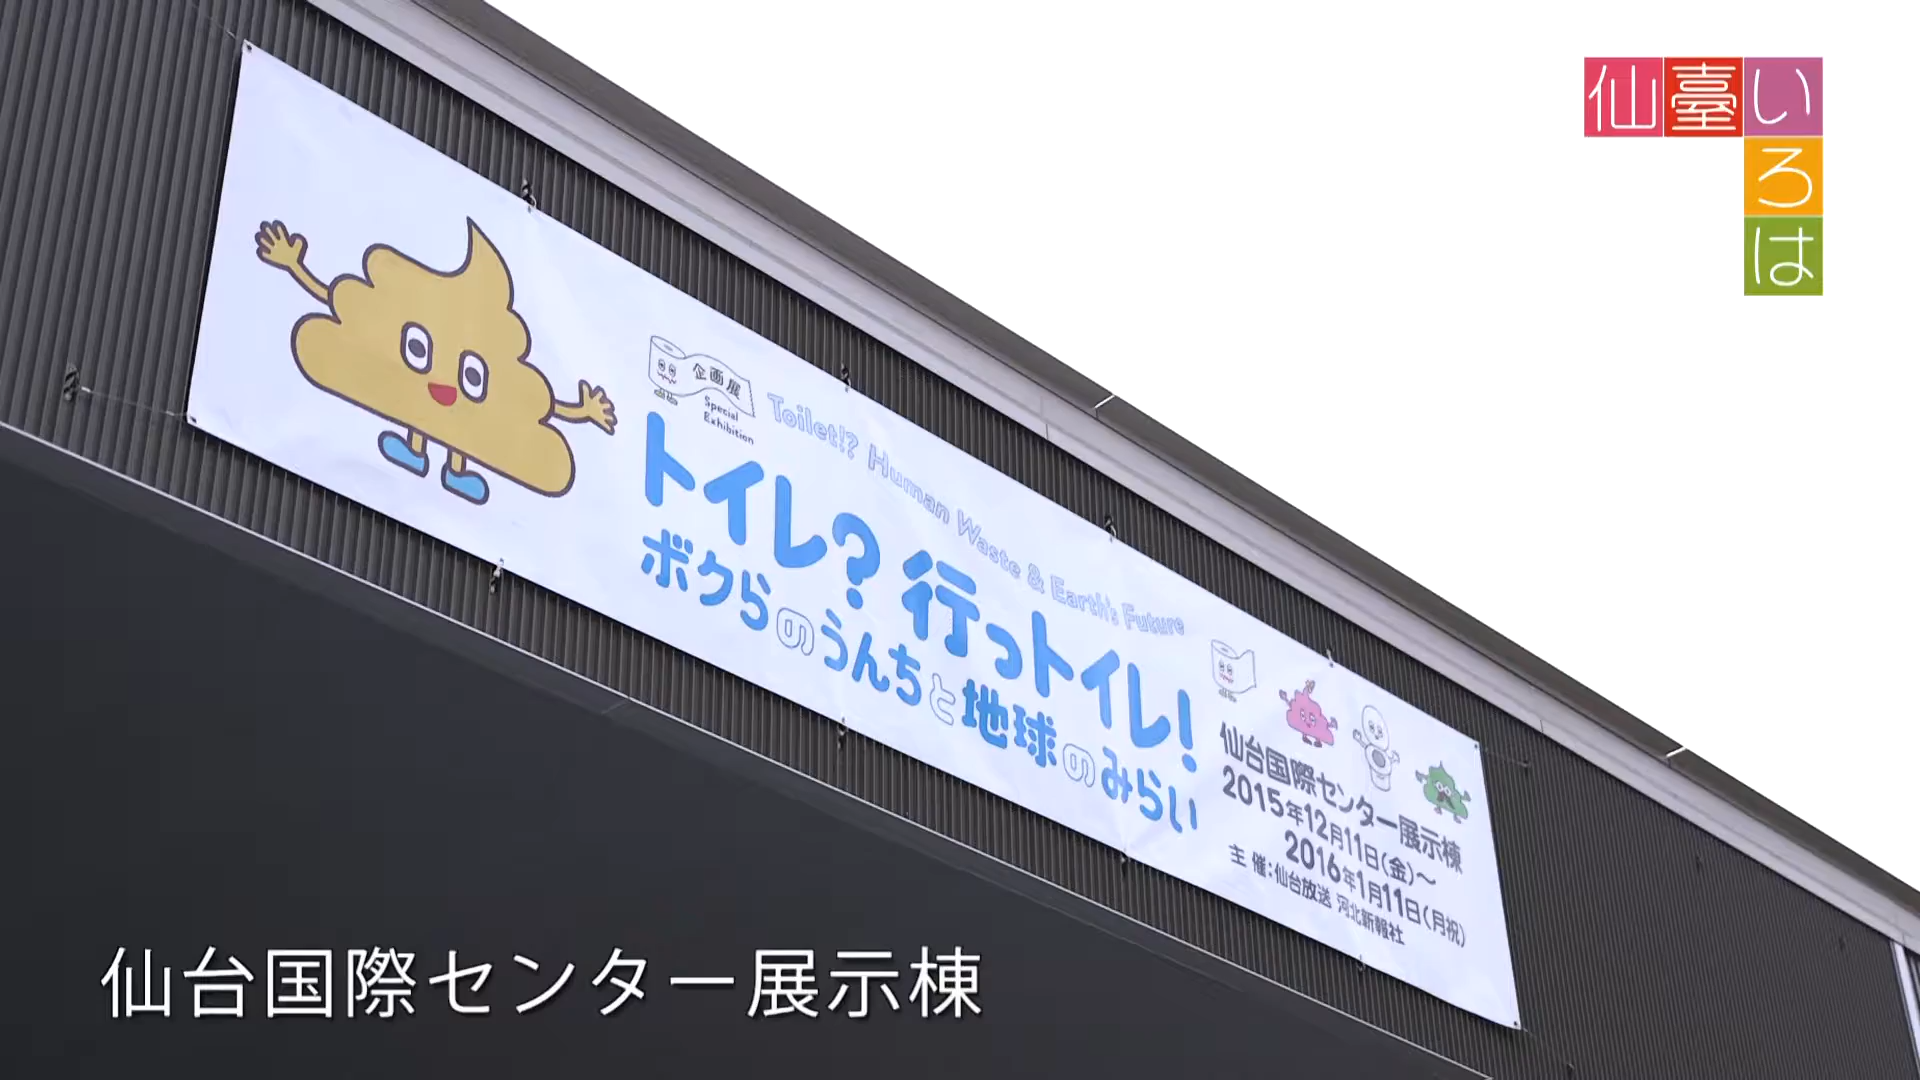 仙臺いろは
企画展
Special
Exhibition
Toilet!? Human Waste & Earth's Future
トイレ？行っトイレ！
ボクらのうんちと地球のみらい
仙台国際センター展示棟
2015年12月11日(金)～
2016年1月11日(月祝)
主催:仙台放送 河北新報社
仙台国際センター展示棟